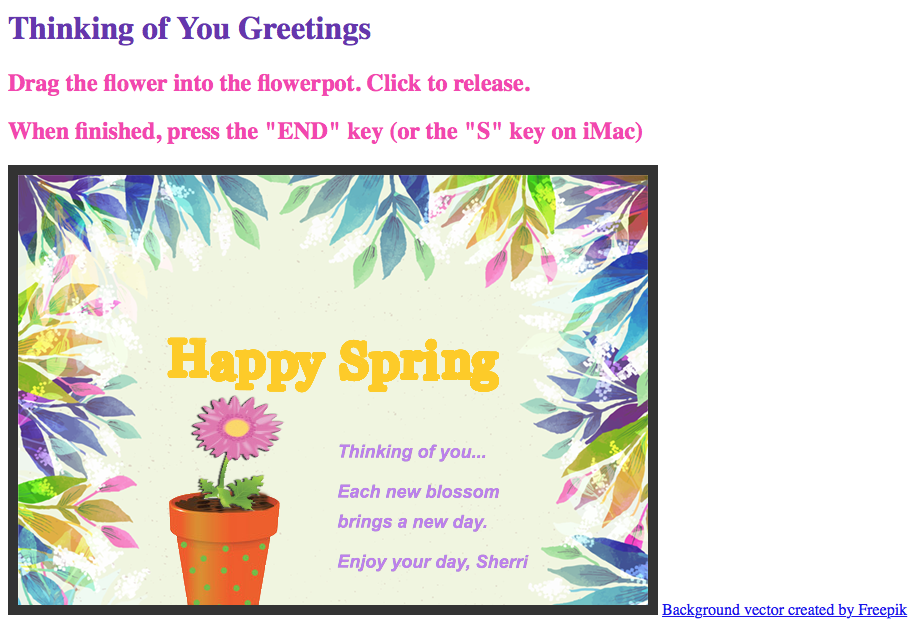 Thinking of You Greetings
Drag the flower into the flowerpot. Click to release.
When finished, press the "END" key (or the "S" key on iMac)
Happy Spring
Thinking of you...
Each new blossom
brings a new day.
Enjoy your day, Sherri
Background vector created by Freepik